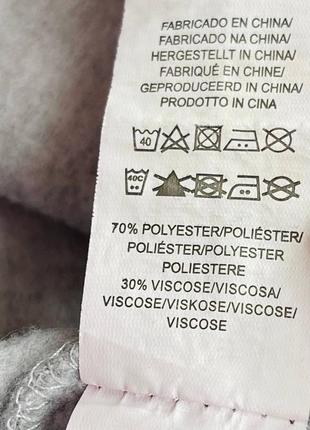 FABRICADO EN CHINA/
FABRICADO NA CHINA/
HERGESTELLT IN CHINA/
FABRIQUÉ EN CHINE/
GEPRODUCEERD IN CHINA/
PRODOTTO IN CINA
40
40C
70% POLYESTER/POLIÉSTER/
POLIÉSTER/POLYESTER
POLIESTERE
30% VISCOSE/VISCOSA/
VISCOSE/VISKOSE/VISCOSE/
VISCOSE